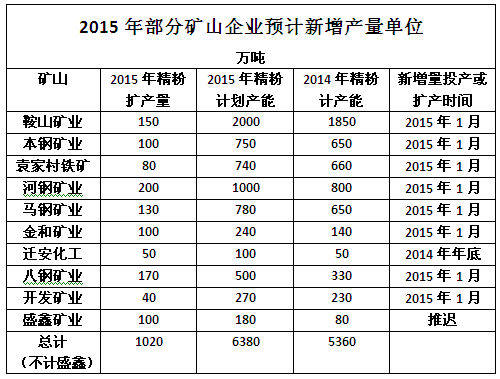 2015 年部分矿山企业预计新增产量单位
万吨
矿山 2015 年精粉扩产量 2015 年精粉计划产能 2014 年精粉计产能 新增量投产或扩产时间
鞍山矿业 150 2000 1850 2015 年 1 月
本钢矿业 100 750 650 2015 年 1 月
袁家村铁矿 80 740 660 2015 年 1 月
河钢矿业 200 1000 800 2015 年 1 月
马钢矿业 130 780 650 2015 年 1 月
金和矿业 100 240 140 2015 年 1 月
迁安化工 50 100 50 2014 年年底
八钢矿业 170 500 330 2015 年 1 月
开发矿业 40 270 230 2015 年 1 月
盛鑫矿业 100 180 80 推迟
总计（不计盛鑫） 1020 6380 5360